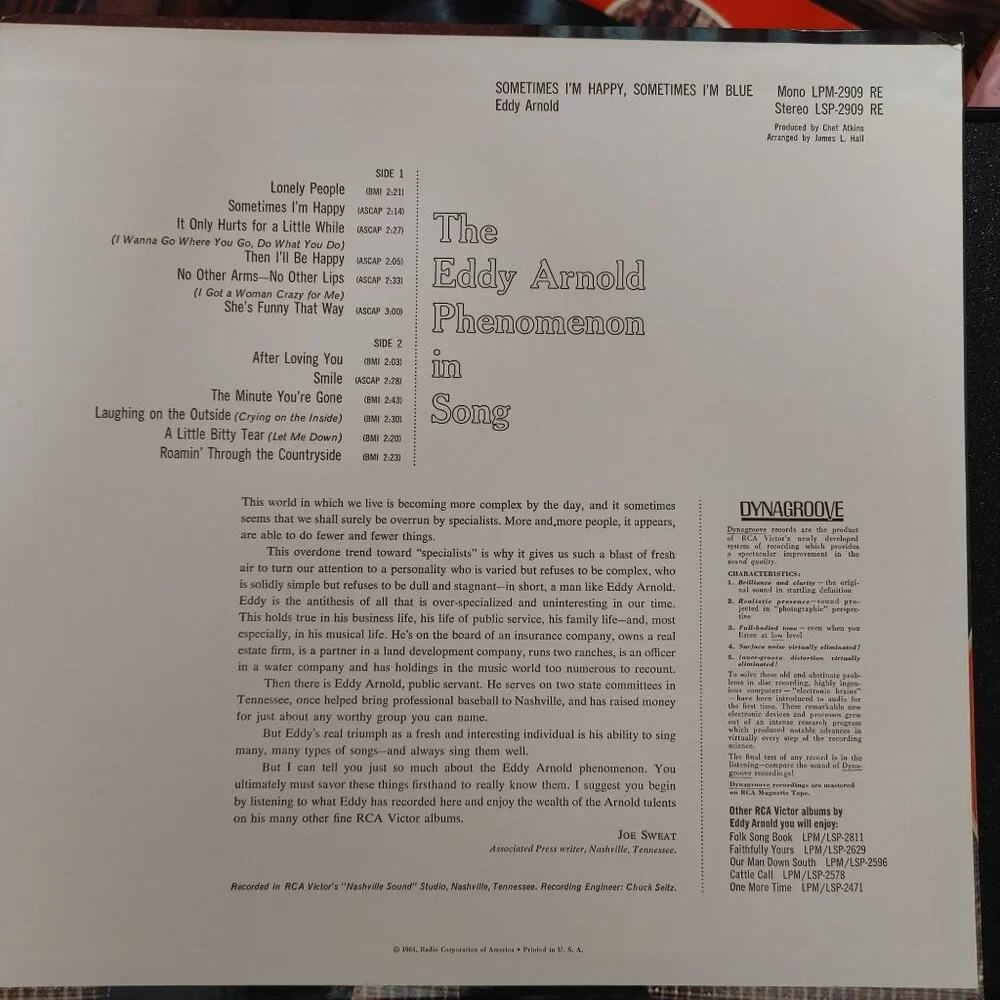 SOMETIMES I'M HAPPY, SOMETIMES I'M BLUE
Eddy Arnold
Mono LPM-2909 RE
Stereo LSP-2909 RE
Produced by Chet Atkins
Arranged by James L. Hall
SIDE 1
Lonely People (BMI 2:21)
Sometimes I'm Happy (ASCAP 2:14)
It Only Hurts for a Little While (ASCAP 2:27)
(I Wanna Go Where You Go, Do What You Do)
Then I'll Be Happy (ASCAP 2:05)
No Other Arms—No Other Lips (ASCAP 2:33)
(I Got a Woman Crazy for Me)
She's Funny That Way (ASCAP 3:00)
SIDE 2
After Loving You (BMI 2:03)
Smile (ASCAP 2:28)
The Minute You're Gone (BMI 2:43)
Laughing on the Outside (Crying on the Inside) (BMI 2:30)
A Little Bitty Tear (Let Me Down) (BMI 2:20)
Roamin' Through the Countryside (BMI 2:23)
The
Eddy Arnold
Phenomenon
in
Song
This world in which we live is becoming more complex by the day, and it sometimes
seems that we shall surely be overrun by specialists. More and,more people, it appears,
are able to do fewer and fewer things.
This overdone trend toward "specialists" is why it gives us such a blast of fresh
air to turn our attention to a personality who is varied but refuses to be complex, who
is solidly simple but refuses to be dull and stagnant—in short, a man like Eddy Arnold.
Eddy is the antithesis of all that is over-specialized and uninteresting in our time.
This holds true in his business life, his life of public service, his family life—and, most
especially, in his musical life. He's on the board of an insurance company, owns a real
estate firm, is a partner in a land development company, runs two ranches, is an officer
in a water company and has holdings in the music world too numerous to recount.
Then there is Eddy Arnold, public servant. He serves on two state committees in
Tennessee, once helped bring professional baseball to Nashville, and has raised money
for just about any worthy group you can name.
But Eddy's real triumph as a fresh and interesting individual is his ability to sing
many, many types of songs—and always sing them well.
But I can tell you just so much about the Eddy Arnold phenomenon. You
ultimately must savor these things firsthand to really know them. I suggest you begin
by listening to what Eddy has recorded here and enjoy the wealth of the Arnold talents
on his many other fine RCA Victor albums.
JOE SWEAT
Associated Press writer, Nashville, Tennessee.
Recorded in RCA Victor's "Nashville Sound" Studio, Nashville, Tennessee. Recording Engineer: Chuck Seitz.
DYNAGROOVE
Dynagroove records are the product
of RCA Victor's newly developed
system of recording which provides
a spectacular improvement in the
sound quality.
CHARACTERISTICS:
1. Brilliance and clarity—the origi-
nal sound in startling definition
2. Realistic presence—sound pro-
jected in "photographic" perspec-
tive
3. Full-bodied tone—even when you
listen at low level
4. Surface noise virtually eliminated!
5. Inner-groove distortion virtually
eliminated!
To solve these old and obstinate prob-
lems in disc recording, highly ingen-
ious computers—"electronic brains"
—have been introduced to audio for
the first time. These remarkable new
electronic devices and processes grew
out of an intense research program
which produced notable advances in
virtually every step of the recording
science.
The final test of any record is in the
listening—compare the sound of Dyna-
groove recordings!
Dynagroove recordings are mastered
on RCA Magnetic Tape.
Other RCA Victor albums by
Eddy Arnold you will enjoy:
Folk Song Book LPM/LSP-2811
Faithfully Yours LPM/LSP-2629
Our Man Down South LPM/LSP-2596
Cattle Call LPM/LSP-2578
One More Time LPM/LSP-2471
© 1964, Radio Corporation of America • Printed in U. S. A.